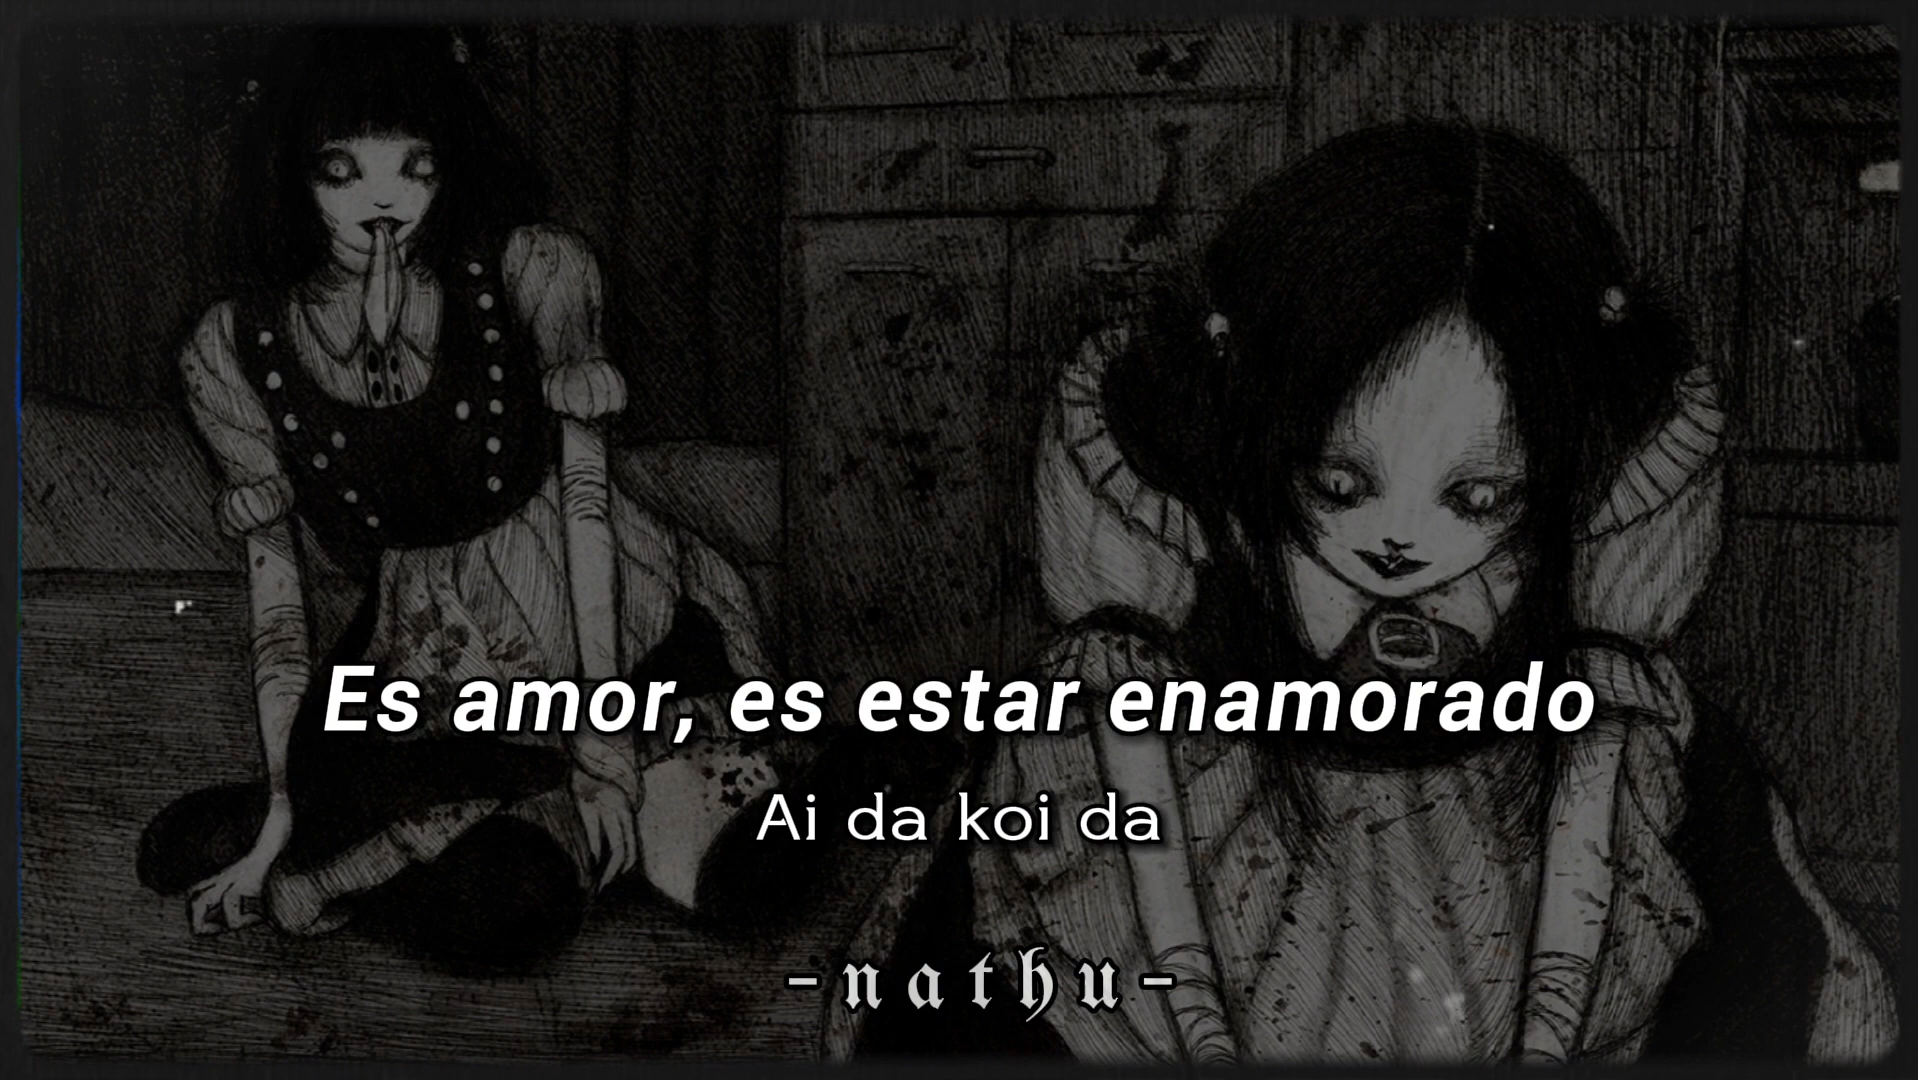 Es amor, es estar enamorado
Ai da koi da
- nathu -